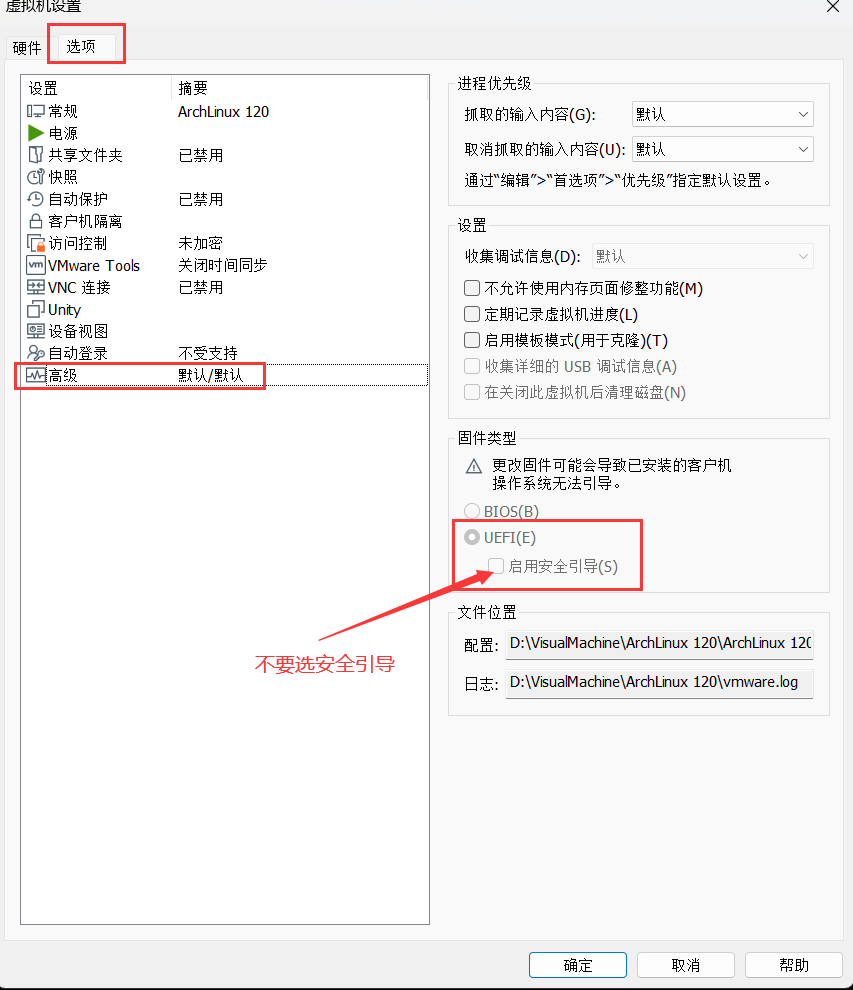 虚拟机设置
硬件 选项
设置 摘要
常规 ArchLinux 120
电源
共享文件夹 已禁用
快照
自动保护 已禁用
客户机隔离
访问控制 未加密
vm VMware Tools 关闭时间同步
VNC 连接 已禁用
Unity
设备视图
自动登录 不受支持
高级 默认/默认
进程优先级
抓取的输入内容(G): 默认
取消抓取的输入内容(U): 默认
通过“编辑”>“首选项”>“优先级”指定默认设置。
设置
收集调试信息(D): 默认
不允许使用内存页面修整功能(M)
定期记录虚拟机进度(L)
启用模板模式(用于克隆)(T)
收集详细的 USB 调试信息(A)
在关闭此虚拟机后清理磁盘(N)
固件类型
更改固件可能会导致已安装的客户机
操作系统无法引导。
BIOS(B)
UEFI(E)
启用安全引导(S)
不要选安全引导
文件位置
配置: D:\VisualMachine\ArchLinux 120\ArchLinux 120
日志: D:\VisualMachine\ArchLinux 120\vmware.log
确定 取消 帮助